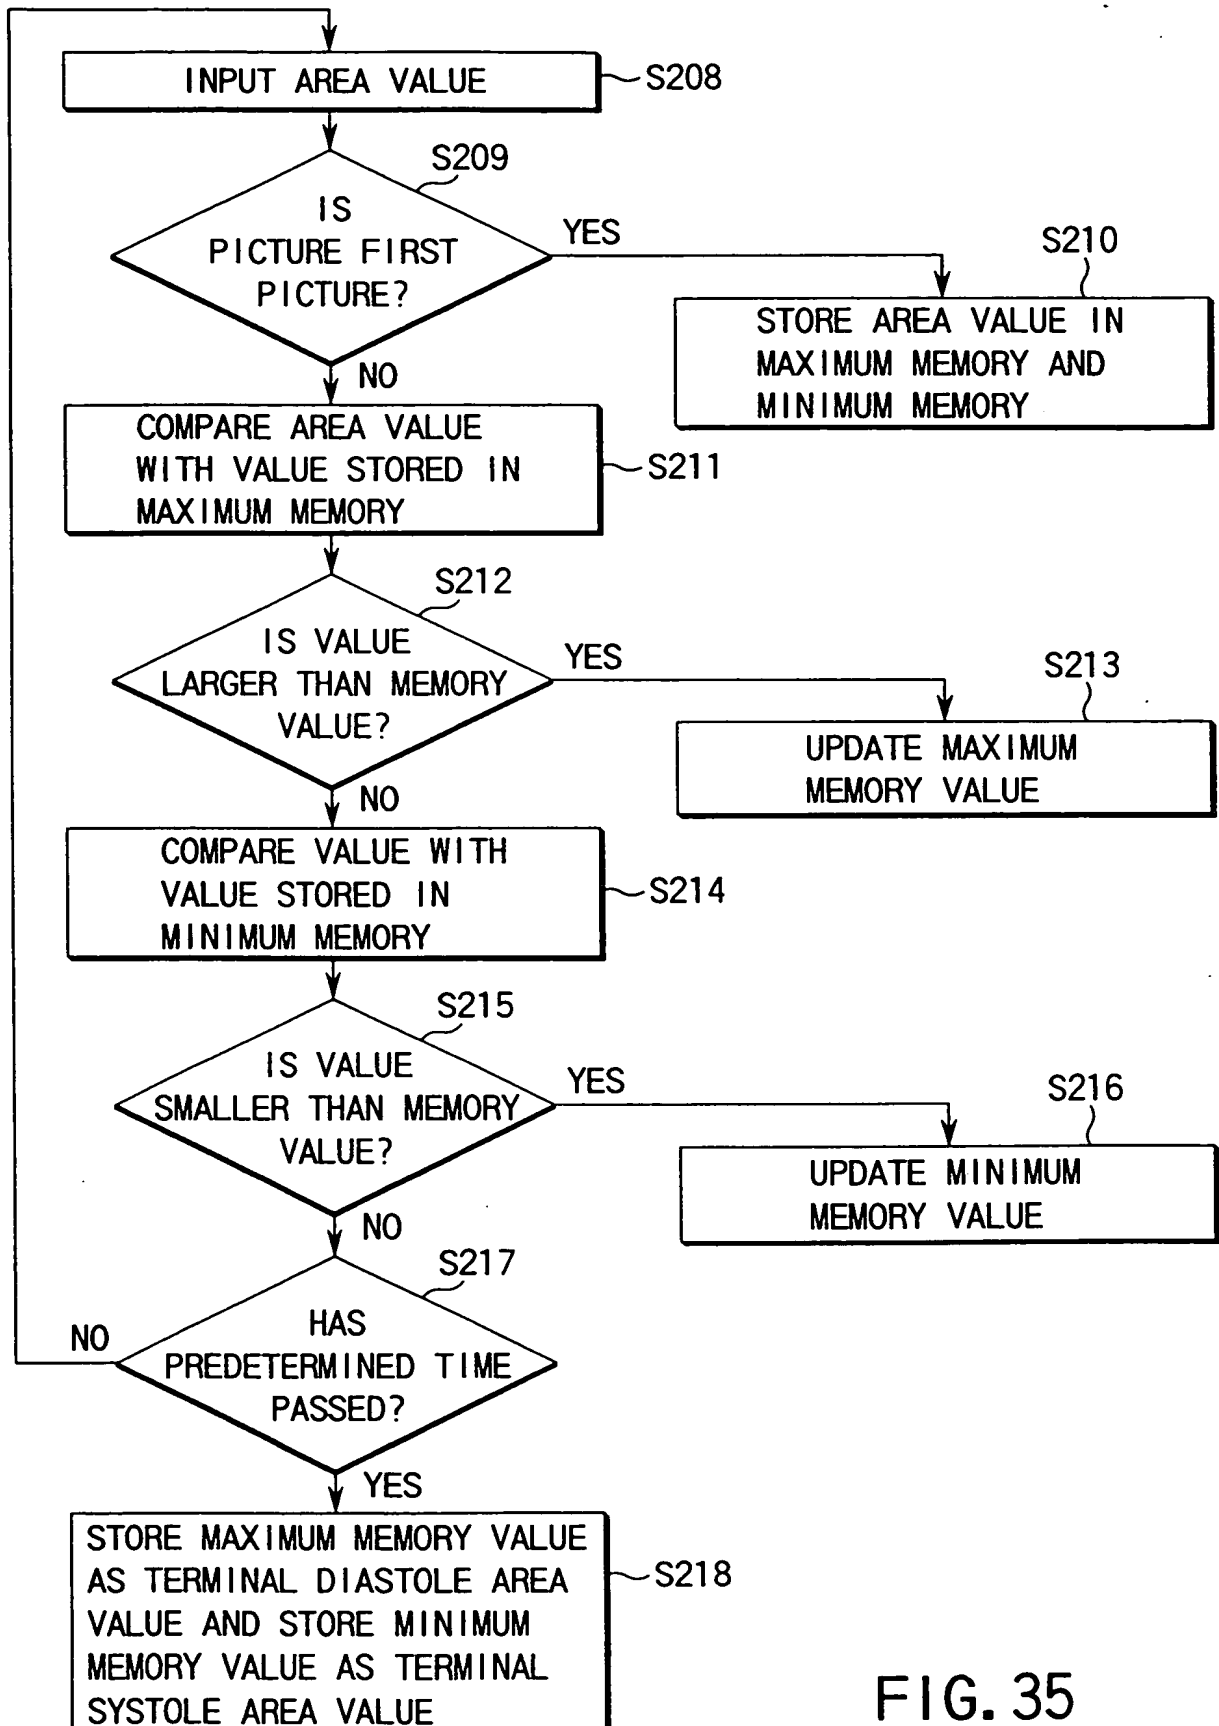 INPUT AREA VALUE
S208
S209
IS
PICTURE FIRST
PICTURE?
YES
S210
STORE AREA VALUE IN
MAXIMUM MEMORY AND
MINIMUM MEMORY
NO
COMPARE AREA VALUE
WITH VALUE STORED IN
MAXIMUM MEMORY
S211
S212
IS VALUE
LARGER THAN MEMORY
VALUE?
YES
S213
UPDATE MAXIMUM
MEMORY VALUE
NO
COMPARE VALUE WITH
VALUE STORED IN
MINIMUM MEMORY
S214
S215
IS VALUE
SMALLER THAN MEMORY
VALUE?
YES
S216
UPDATE MINIMUM
MEMORY VALUE
NO
S217
HAS
PREDETERMINED TIME
PASSED?
NO
YES
STORE MAXIMUM MEMORY VALUE
AS TERMINAL DIASTOLE AREA
VALUE AND STORE MINIMUM
MEMORY VALUE AS TERMINAL
SYSTOLE AREA VALUE
S218
FIG. 35